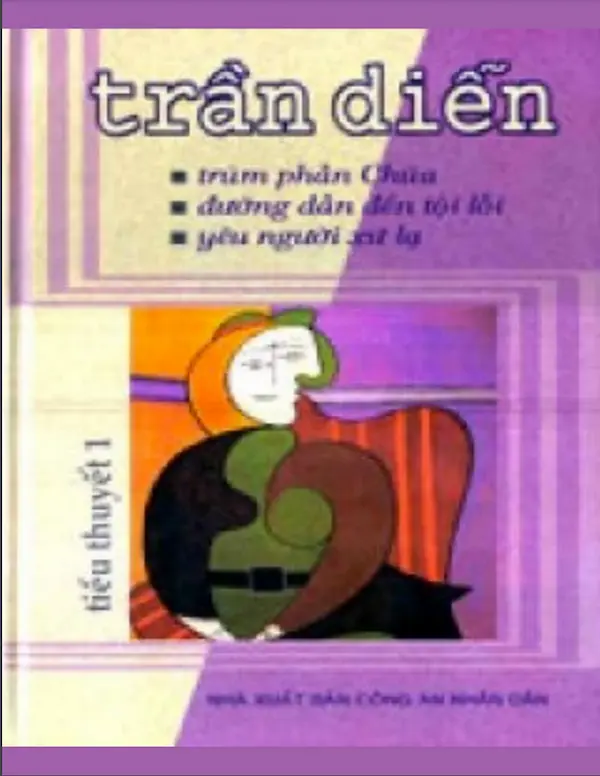 trần diễn
trùm phản Chúa
đường dẫn đến tội lỗi
yêu người xứ lạ
tiểu thuyết 1
NHÀ XUẤT BẢN CÔNG AN NHÂN DÂN